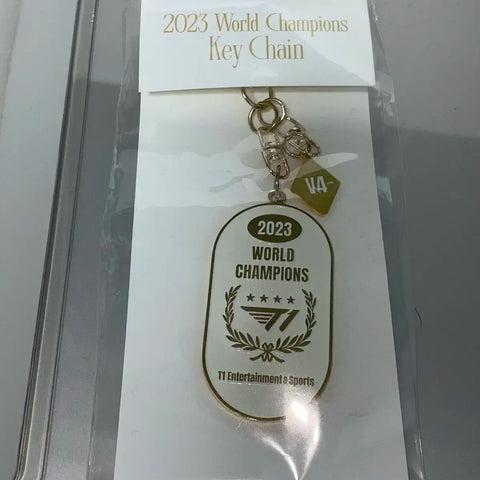 2023 World Champions
Key Chain
V4
2023
WORLD
CHAMPIONS
T1
T1 Entertainment & Sports